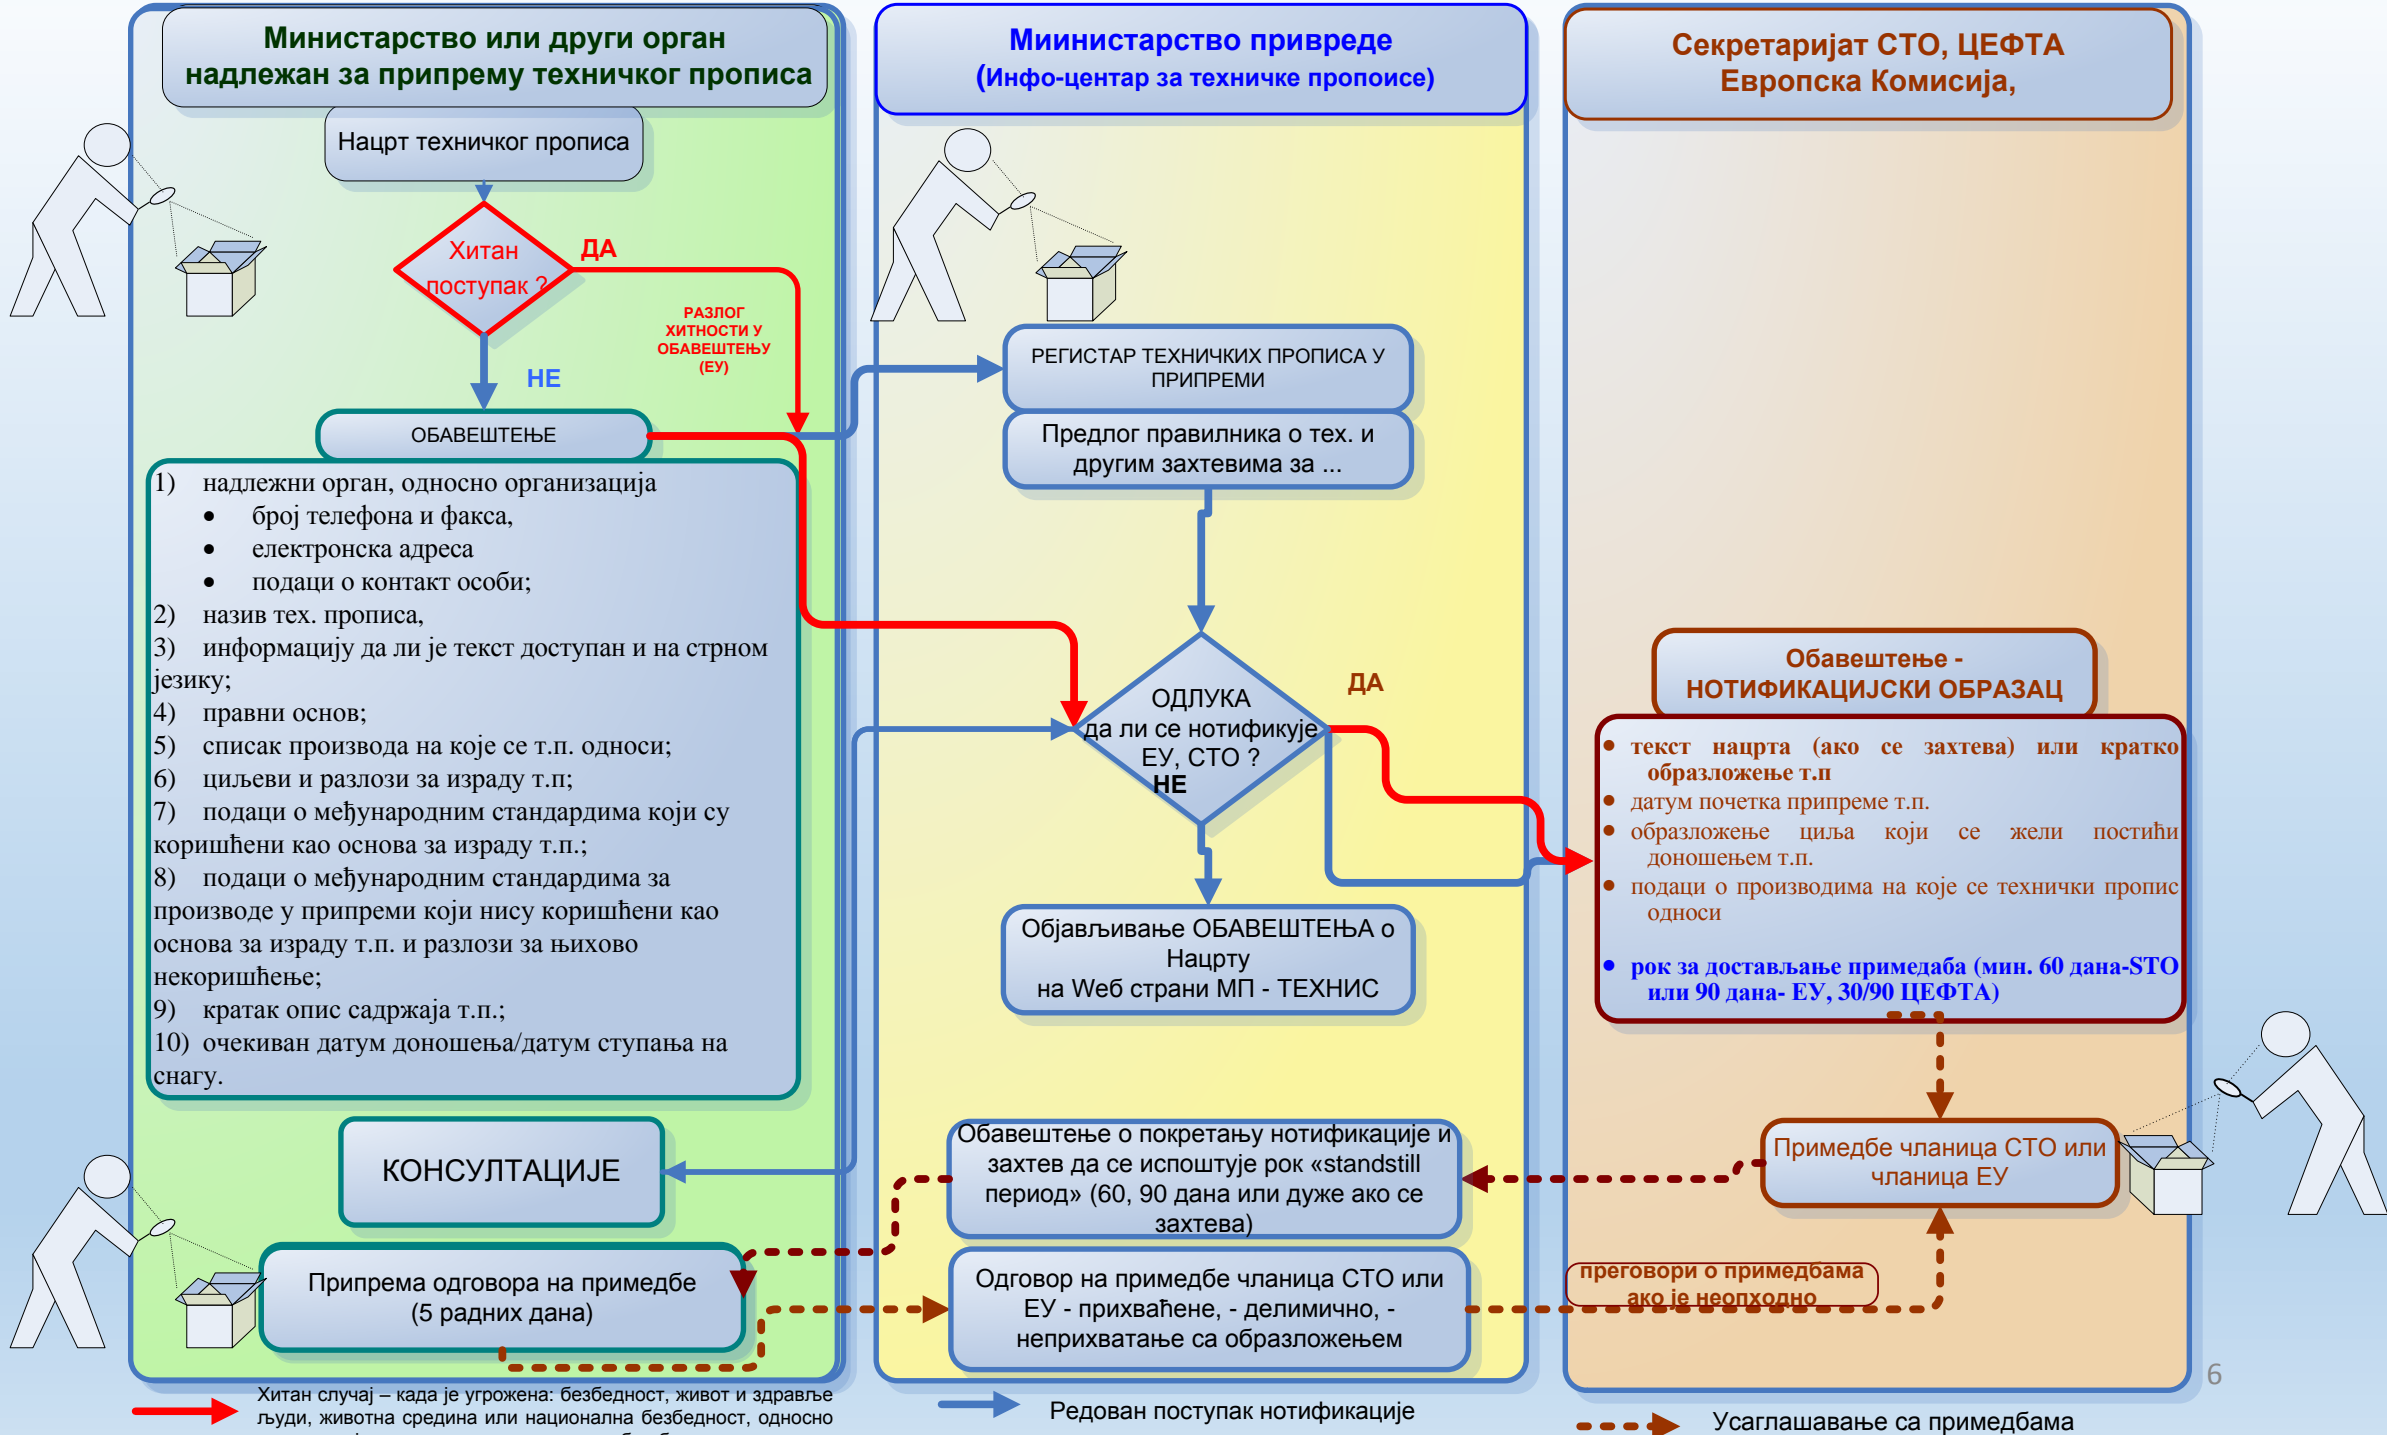 Министарство или други орган
надлежан за припрему техничког прописа
Нацрт техничког прописа
Хитан
поступак ?
ДА
РАЗЛОГ
ХИТНОСТИ У
ОБАВЕШТЕЊУ
(ЕУ)
НЕ
ОБАВЕШТЕЊЕ
1) надлежни орган, односно организација
• број телефона и факса,
• електронска адреса
• подаци о контакт особи;
2) назив тех. прописа,
3) информацију да ли је текст доступан и на стрном
језику;
4) правни основ;
5) списак производа на које се т.п. односи;
6) циљеви и разлози за израду т.п;
7) подаци о међународним стандардима који су
коришћени као основа за израду т.п.;
8) подаци о међународним стандардима за
производе у припреми који нису коришћени као
основа за израду т.п. и разлози за њихово
некоришћење;
9) кратак опис садржаја т.п.;
10) очекиван датум доношења/датум ступања на
снагу.
КОНСУЛТАЦИЈЕ
Припрема одговора на примедбе
(5 радних дана)
Хитан случај – када је угрожена: безбедност, живот и здравље
људи, животна средина или национална безбедност, односно
Миинистарство привреде
(Инфо-центар за техничке пропоисе)
РЕГИСТАР ТЕХНИЧКИХ ПРОПИСА У
ПРИПРЕМИ
Предлог правилника о тех. и
другим захтевима за ...
ОДЛУКА
да ли се нотификује
ЕУ, СТО ?
НЕ
ДА
Објављивање ОБАВЕШТЕЊА о
Нацрту
на Wеб страни МП - ТЕХНИС
Обавештење о покретању нотификације и
захтев да се испоштује рок «standstill
период» (60, 90 дана или дуже ако се
захтева)
Одговор на примедбе чланица СТО или
ЕУ - прихваћене, - делимично, -
неприхватање са образложењем
Редован поступак нотификације
Секретаријат СТО, ЦЕФТА
Европска Комисија,
Обавештење -
НОТИФИКАЦИЈСКИ ОБРАЗАЦ
• текст нацрта (ако се захтева) или кратко
образложење т.п
• датум почетка припреме т.п.
• образложење циља који се жели постићи
доношењем т.п.
• подаци о производима на које се технички пропис
односи
• рок за достављање примедаба (мин. 60 дана-STO
или 90 дана- ЕУ, 30/90 ЦЕФТА)
Примедбе чланица СТО или
чланица ЕУ
преговори о примедбама
ако је неопходно
6
Усаглашавање са примедбама